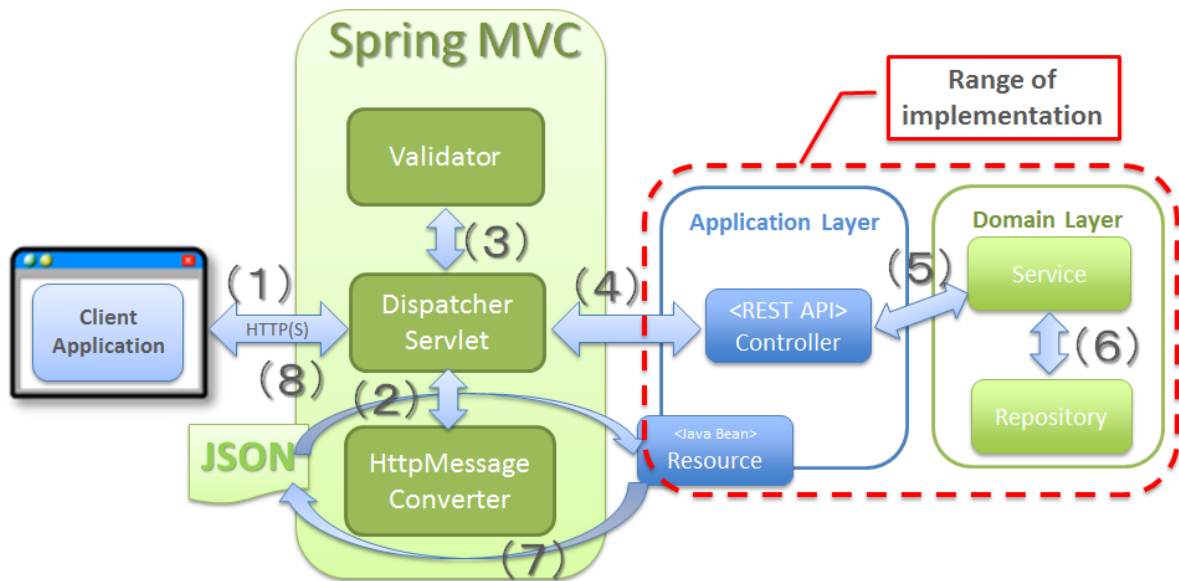 Spring MVC
Range of
implementation
Validator
Application Layer
Domain Layer
(3)
(1)
(4)
(5)
Service
Client
Application
HTTP(S)
Dispatcher
Servlet
<REST API>
Controller
(6)
(8)
(2)
Repository
JSON
HttpMessage
Converter
<Java Bean>
Resource
(7)